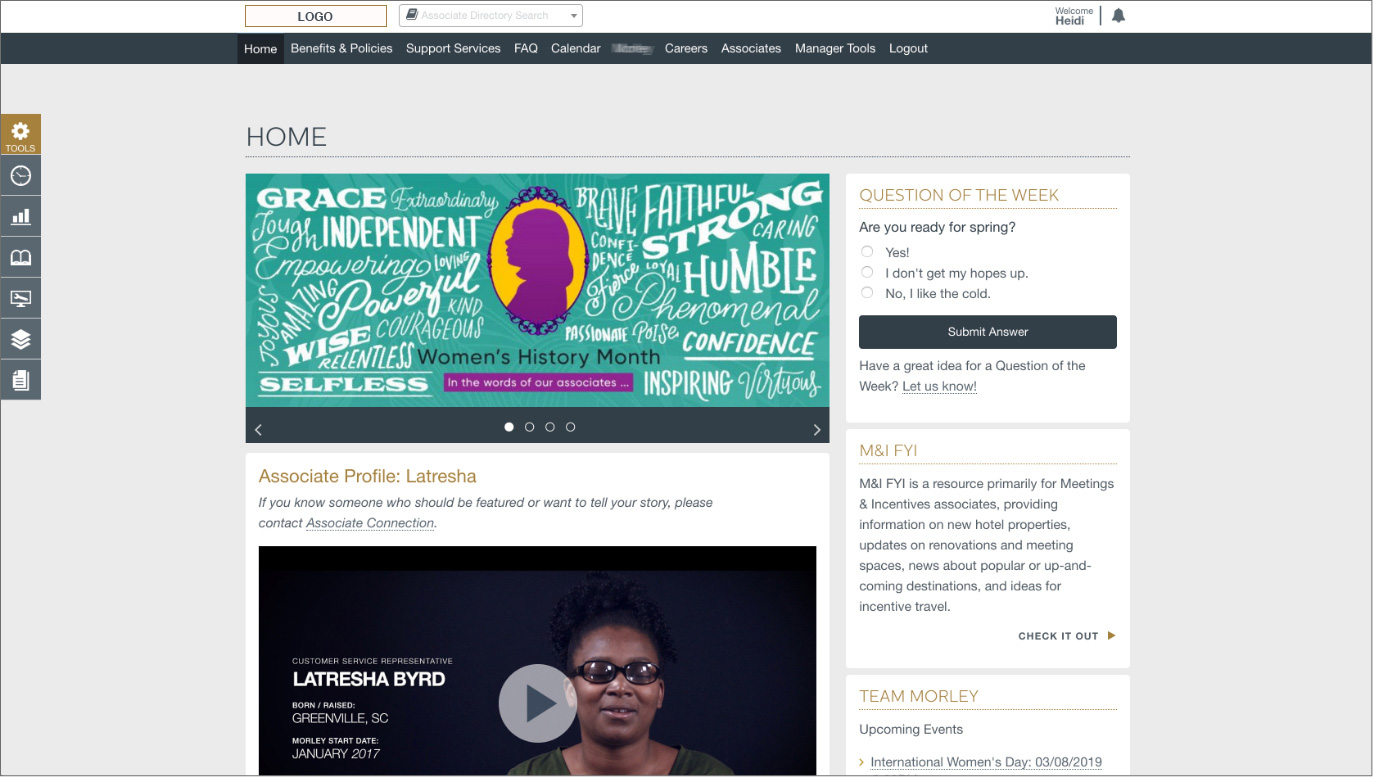 LOGO
Associate Directory Search
Welcome
Heidi
Home Benefits & Policies Support Services FAQ Calendar Careers Associates Manager Tools Logout
TOOLS
HOME
GRACE Extraordinary BRAVE FAITHFUL STRONG
Tough INDEPENDENT CONFI-DENCE CARING
Empowering LOVING Fierce LOYAL HUMBLE
JOYOUS AMAZING Powerful KIND Phenomenal
WISE COURAGEOUS PASSIONATE Poise CONFIDENCE
RELENTLESS Women's History Month
SELFLESS In the words of our associates ... INSPIRING Virtuous
QUESTION OF THE WEEK
Are you ready for spring?
Yes!
I don't get my hopes up.
No, I like the cold.
Submit Answer
Have a great idea for a Question of the
Week? Let us know!
Associate Profile: Latresha
If you know someone who should be featured or want to tell your story, please
contact Associate Connection.
CUSTOMER SERVICE REPRESENTATIVE
LATRESHA BYRD
BORN / RAISED:
GREENVILLE, SC
MORLEY START DATE:
JANUARY 2017
M&I FYI
M&I FYI is a resource primarily for Meetings
& Incentives associates, providing
information on new hotel properties,
updates on renovations and meeting
spaces, news about popular or up-and-
coming destinations, and ideas for
incentive travel.
CHECK IT OUT
TEAM MORLEY
Upcoming Events
International Women's Day: 03/08/2019